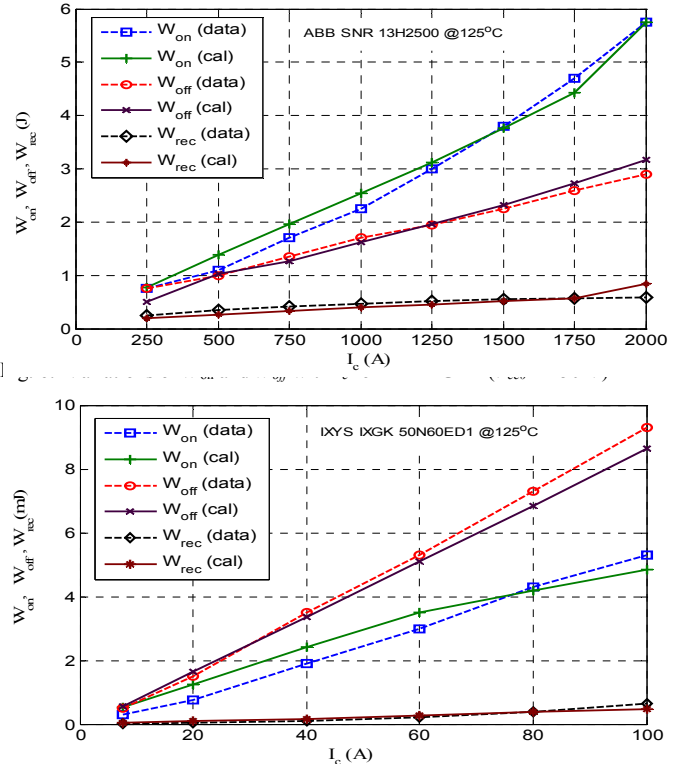 6
5
4
3
2
1
0
W_on, W_off, W_rec (J)
W_on (data)
W_on (cal)
W_off (data)
W_off (cal)
W_rec (data)
W_rec (cal)
ABB SNR 13H2500 @125°C
0 250 500 750 1000 1250 1500 1750 2000
I_c (A)
10
8
6
4
2
0
W_on, W_off, W_rec (mJ)
W_on (data)
W_on (cal)
W_off (data)
W_off (cal)
W_rec (data)
W_rec (cal)
IXYS IXGK 50N60ED1 @125°C
0 20 40 60 80 100
I_c (A)